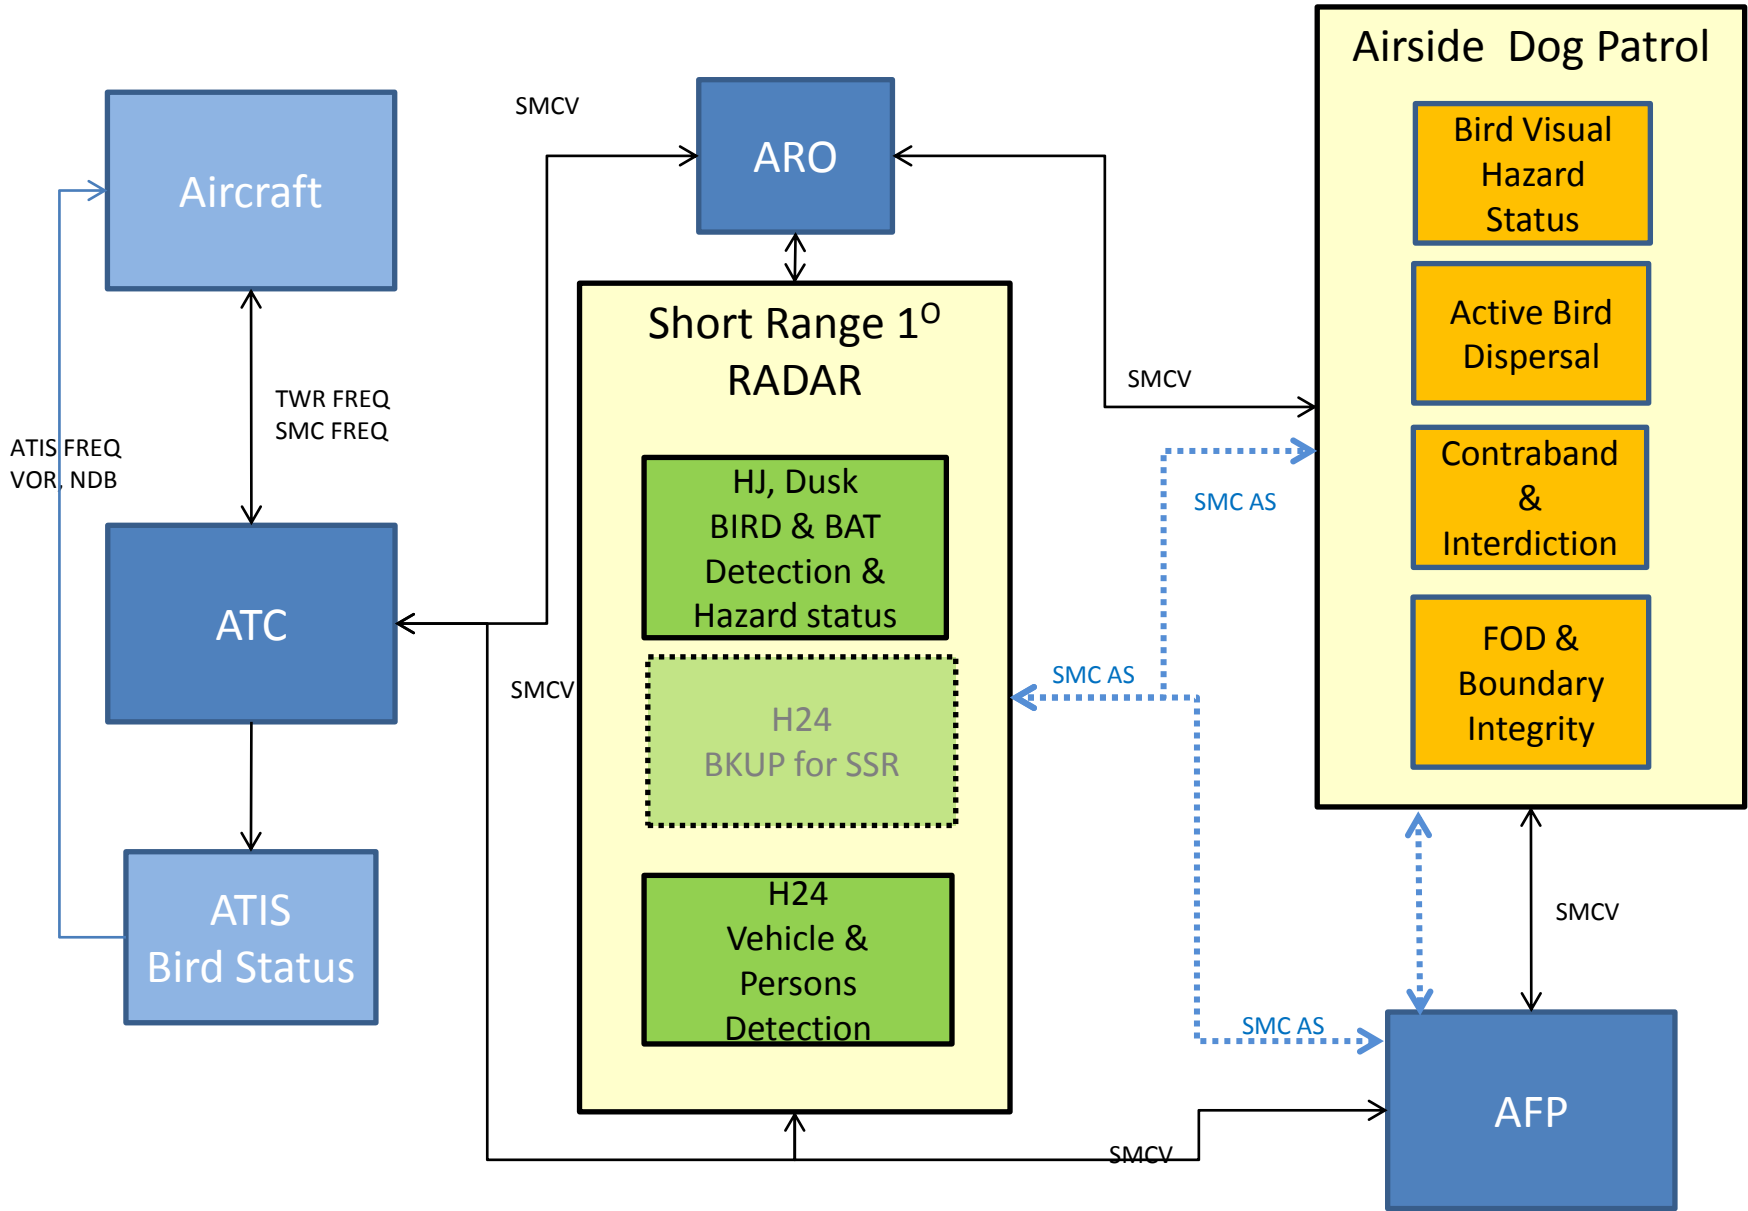 Airside  Dog Patrol
Bird Visual
Hazard
Status
Active Bird
Dispersal
Contraband
&
Interdiction
FOD &
Boundary
Integrity
SMCV
ARO
Aircraft
Short Range 1O
RADAR
HJ, Dusk
BIRD & BAT
Detection &
Hazard status
H24
BKUP for SSR
H24
Vehicle &
Persons
Detection
TWR FREQ
SMC FREQ
ATIS FREQ
VOR, NDB
ATC
ATIS
Bird Status
SMCV
SMCV
SMC AS
SMC AS
SMC AS
SMCV
SMCV
AFP